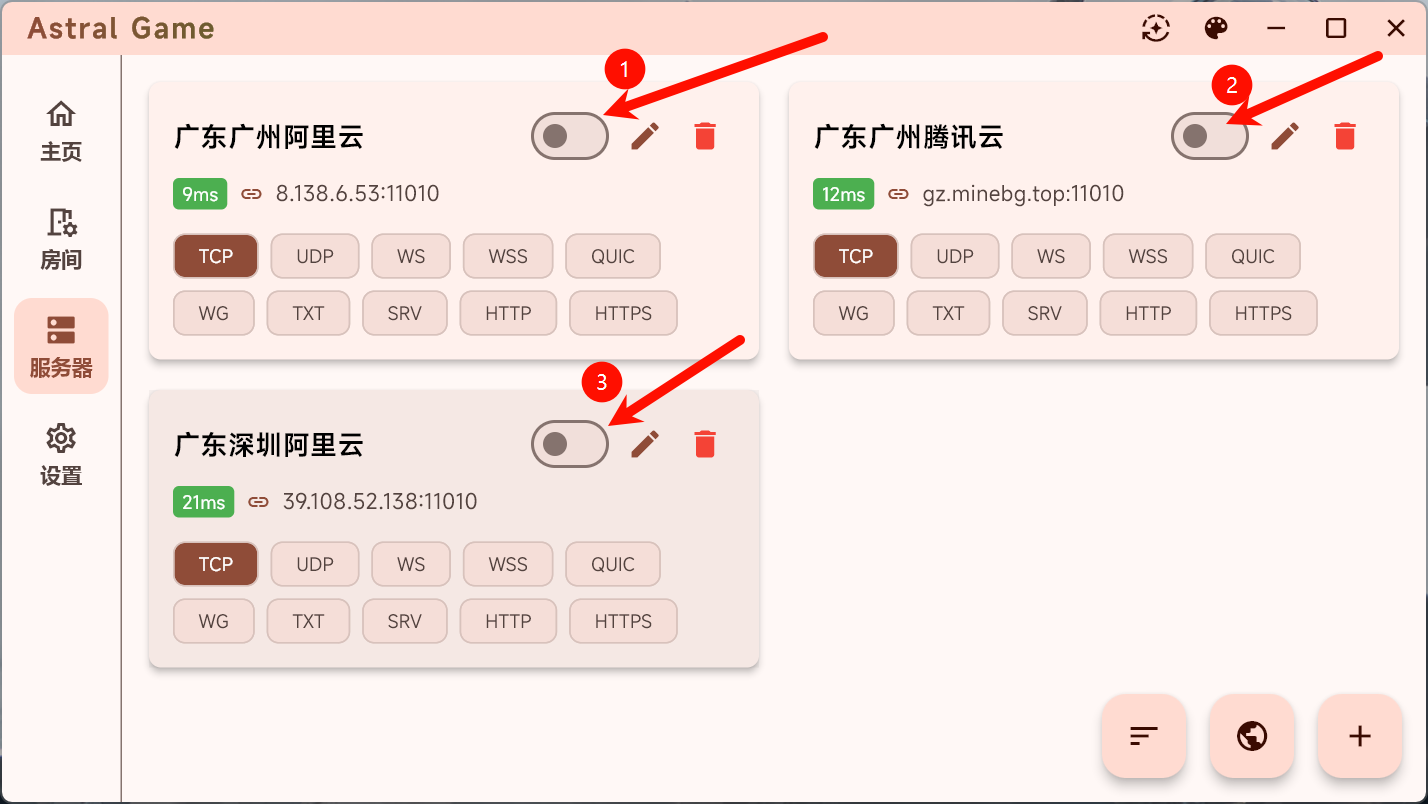 Astral Game
主页
房间
服务器
设置
1
广东广州阿里云
9ms 8.138.6.53:11010
TCP UDP WS WSS QUIC
WG TXT SRV HTTP HTTPS
2
广东广州腾讯云
12ms gz.minebg.top:11010
TCP UDP WS WSS QUIC
WG TXT SRV HTTP HTTPS
3
广东深圳阿里云
21ms 39.108.52.138:11010
TCP UDP WS WSS QUIC
WG TXT SRV HTTP HTTPS